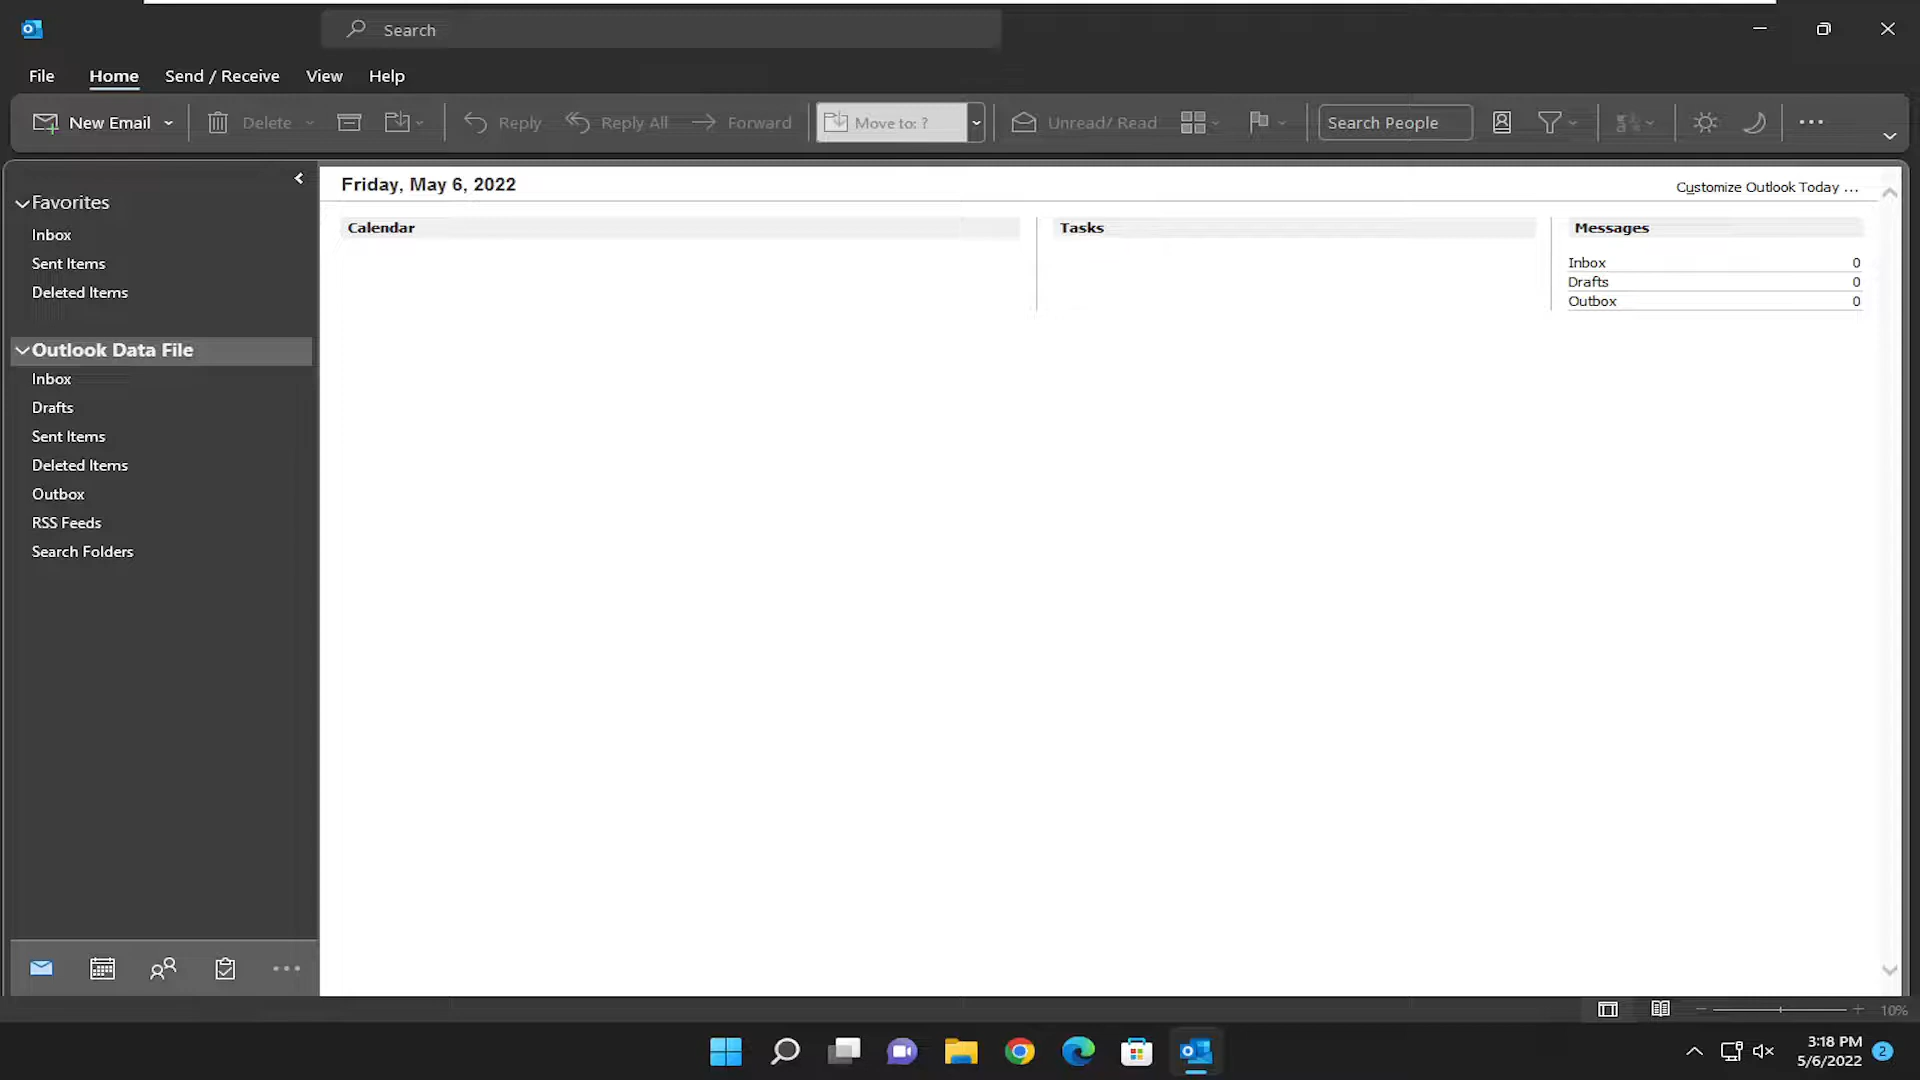 Search
File Home Send / Receive View Help
New Email Delete Reply Reply All Forward Move to: ? Unread/ Read Search People
Favorites
Inbox
Sent Items
Deleted Items
Outlook Data File
Inbox
Drafts
Sent Items
Deleted Items
Outbox
RSS Feeds
Search Folders
Friday, May 6, 2022
Customize Outlook Today ...
Calendar Tasks Messages
Inbox 0
Drafts 0
Outbox 0
10%
3:18 PM
5/6/2022
2